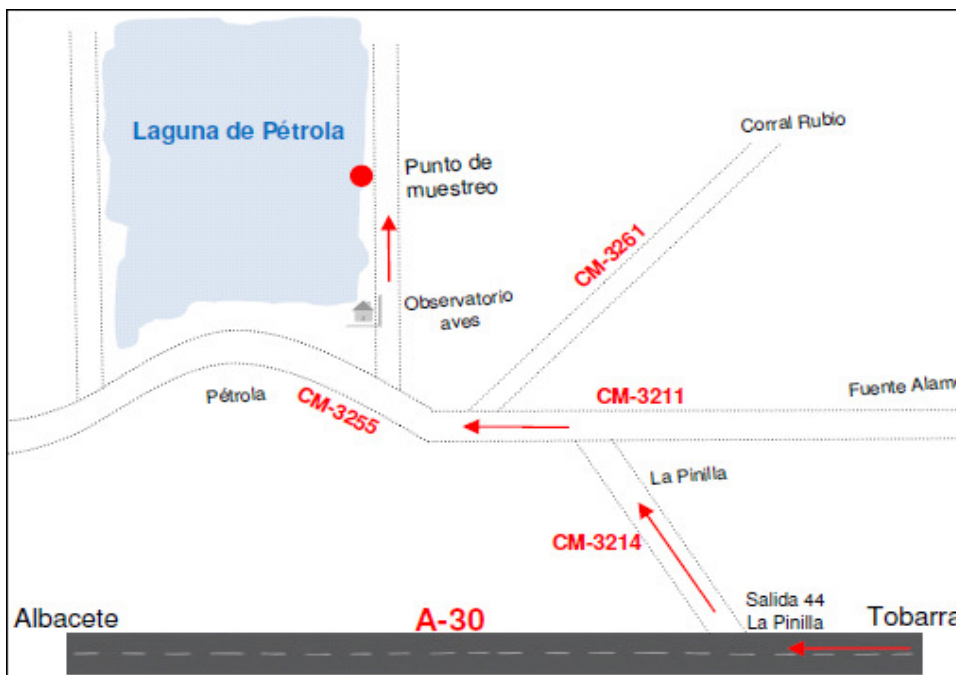 Laguna de Pétrola
Corral Rubio
Punto de
muestreo
CM-3261
Observatorio
aves
Pétrola
CM-3255
CM-3211
Fuente Alam
La Pinilla
CM-3214
Salida 44
La Pinilla
Albacete
A-30
Tobarra